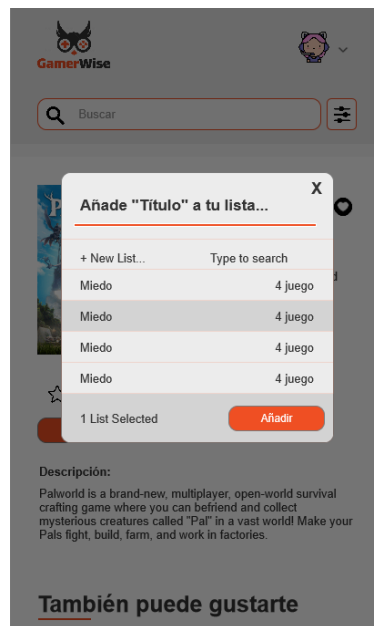 GamerWise
Buscar
P
X
Añade "Título" a tu lista...
+ New List... Type to search
Miedo 4 juego
Miedo 4 juego
Miedo 4 juego
Miedo 4 juego
1 List Selected Añadir
Descripción:
Palworld is a brand-new, multiplayer, open-world survival
crafting game where you can befriend and collect
mysterious creatures called "Pal" in a vast world! Make your
Pals fight, build, farm, and work in factories.
También puede gustarte